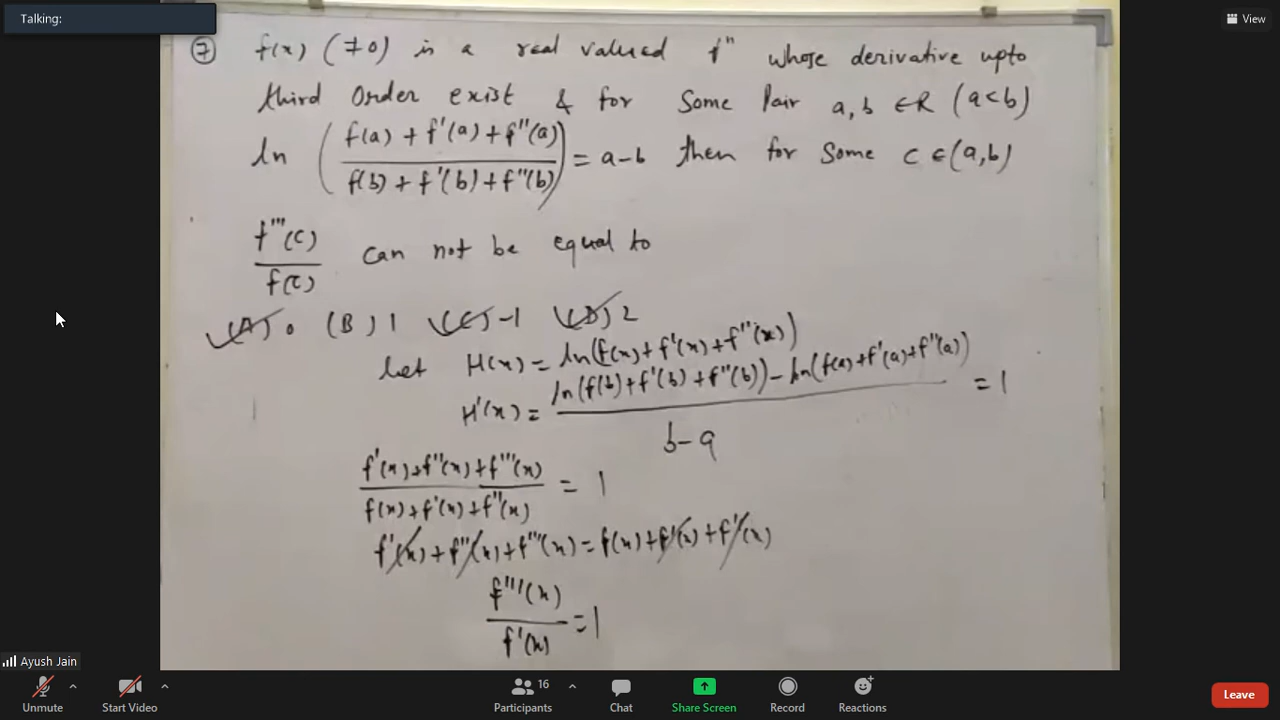 Talking:
View
⑦ f(x) (≠0) is a real valued fⁿ whose derivative upto
third Order exist & for Some Pair a, b ∈R (a<b)
ln (f(a) + f'(a) + f''(a) / f(b) + f'(b) + f''(b)) = a-b then for Some c ∈(a,b)
f'''(c) / f(c) can not be equal to
(A) 0 (B) 1 (C) -1 (D) 2
Let H(x) = ln(f(x) + f'(x) + f''(x))
H'(x) = ln(f(b) + f'(b) + f''(b)) - ln(f(a) + f'(a) + f''(a)) / b-a = 1
f'(x) + f''(x) + f'''(x) / f(x) + f'(x) + f''(x) = 1
f'(x) + f''(x) + f'''(x) = f(x) + f'(x) + f'(x)
f'''(x) / f'(x) = 1
Ayush Jain
Unmute
Start Video
16
Participants
Chat
Share Screen
Record
Reactions
Leave